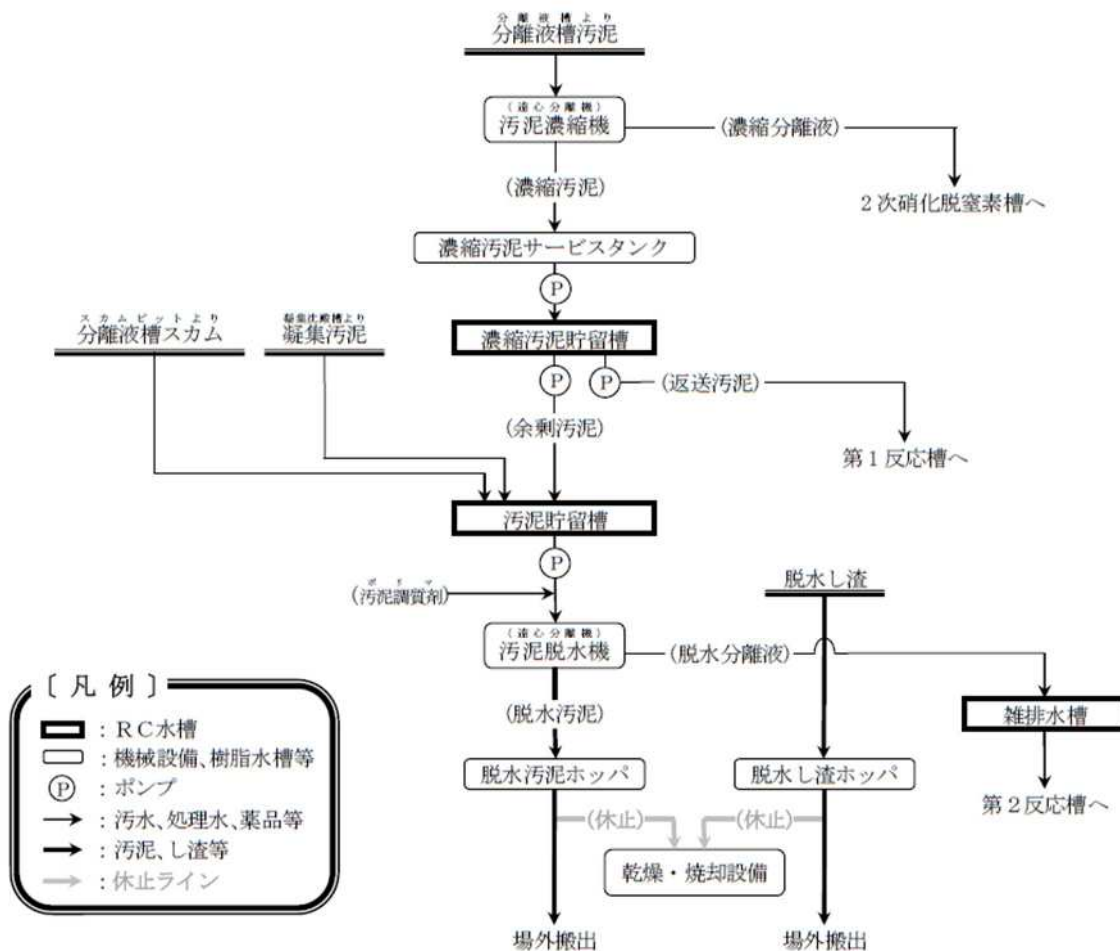 分離液槽より
分離液槽汚泥
(遠心分離機)
汚泥濃縮機
(濃縮分離液)
(濃縮汚泥)
2次硝化脱窒素槽へ
濃縮汚泥サービスタンク
P
スカムピットより
分離液槽スカム
凝集沈殿槽より
凝集汚泥
濃縮汚泥貯留槽
P
P
(返送汚泥)
(余剰汚泥)
第1反応槽へ
汚泥貯留槽
P
ポリマ
(汚泥調質剤)
脱水し渣
(遠心分離機)
汚泥脱水機
(脱水分離液)
(脱水汚泥)
雑排水槽
脱水汚泥ホッパ
脱水し渣ホッパ
第2反応槽へ
(休止)
(休止)
乾燥・焼却設備
場外搬出
場外搬出
〔凡例〕
:RC水槽
:機械設備、樹脂水槽等
P :ポンプ
:汚水、処理水、薬品等
:汚泥、し渣等
:休止ライン